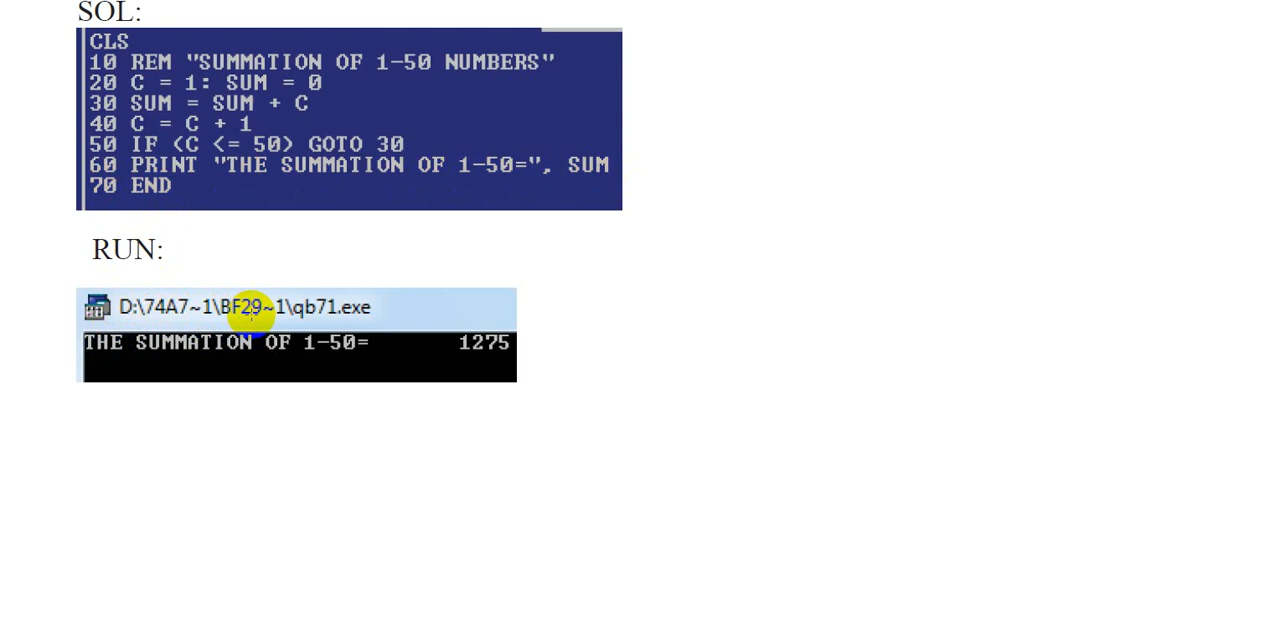 SOL:
CLS
10 REM "SUMMATION OF 1-50 NUMBERS"
20 C = 1: SUM = 0
30 SUM = SUM + C
40 C = C + 1
50 IF (C <= 50) GOTO 30
60 PRINT "THE SUMMATION OF 1-50=", SUM
70 END
RUN:
D:\74A7~1\BF29~1\qb71.exe
THE SUMMATION OF 1-50= 1275